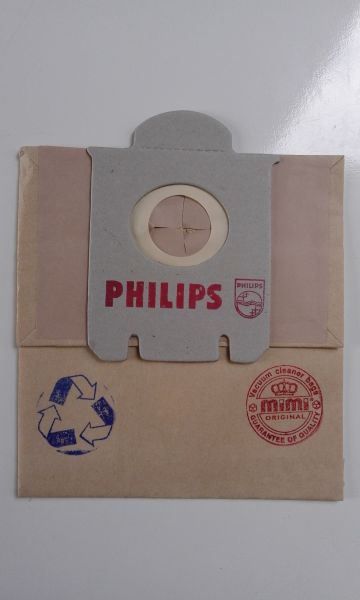 PHILIPS
PHILIPS
Vacuum cleaner bags
mimi
ORIGINAL
GUARANTEE OF QUALITY